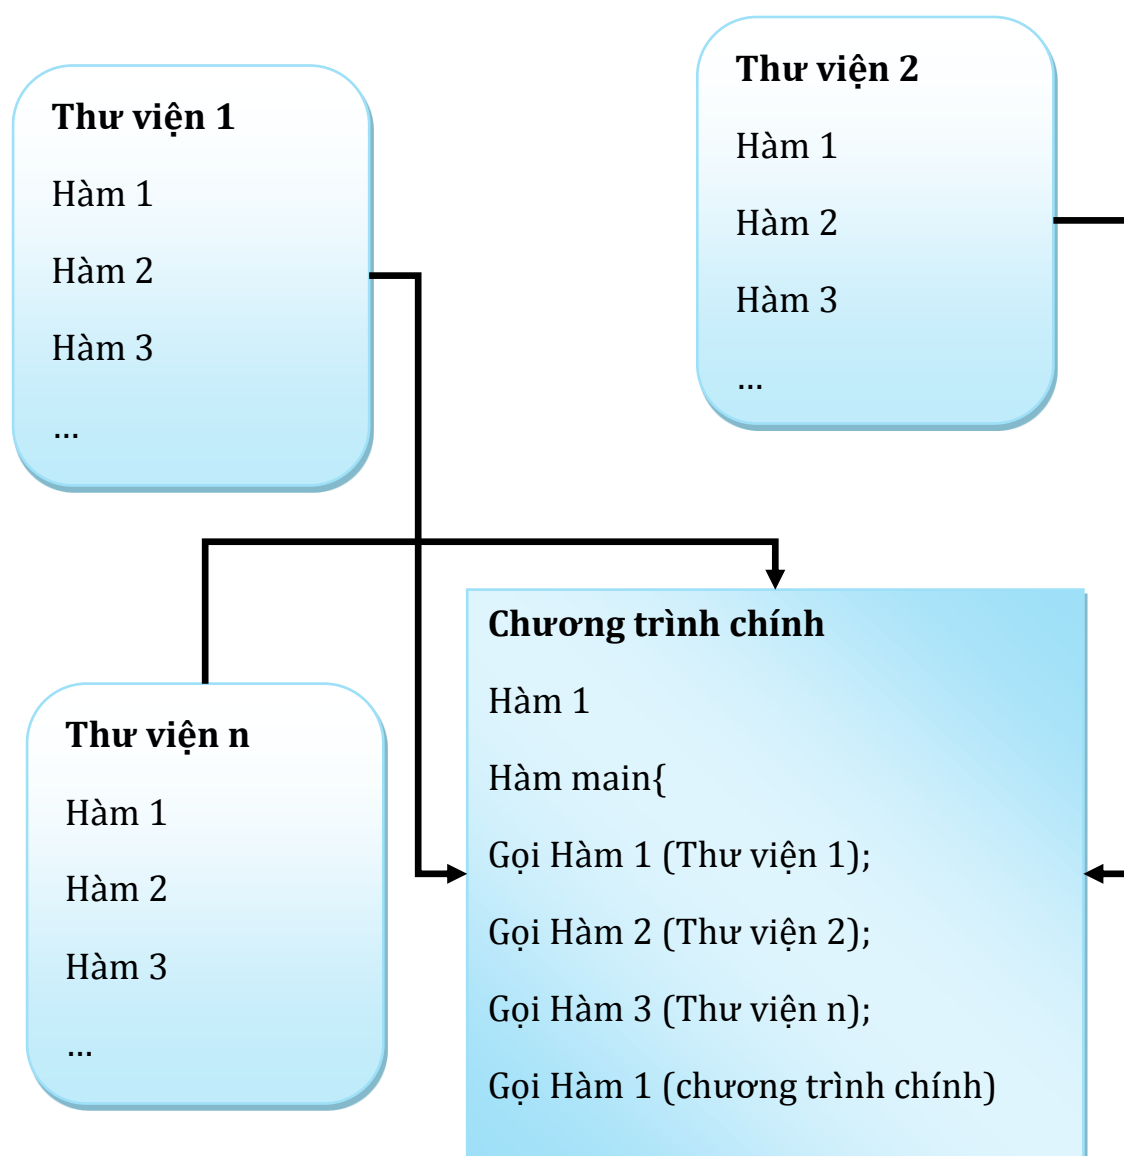 Thư viện 1
Hàm 1
Hàm 2
Hàm 3
...
Thư viện 2
Hàm 1
Hàm 2
Hàm 3
...
Thư viện n
Hàm 1
Hàm 2
Hàm 3
...
Chương trình chính
Hàm 1
Hàm main{
Gọi Hàm 1 (Thư viện 1);
Gọi Hàm 2 (Thư viện 2);
Gọi Hàm 3 (Thư viện n);
Gọi Hàm 1 (chương trình chính)